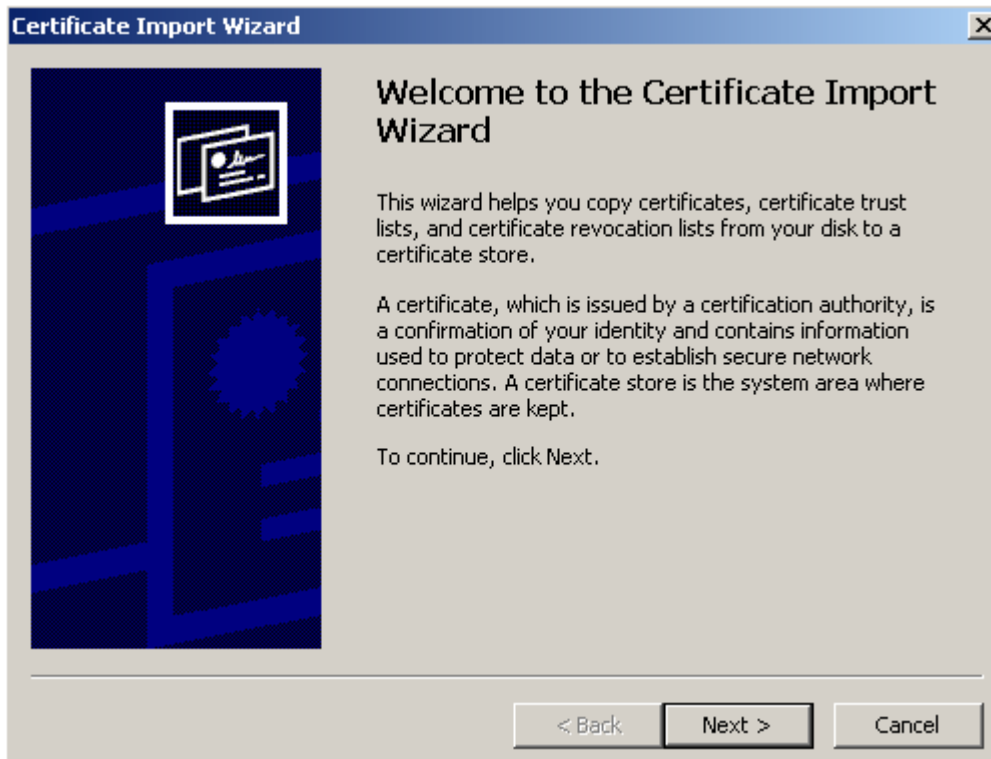 Certificate Import Wizard
Welcome to the Certificate Import
Wizard
This wizard helps you copy certificates, certificate trust
lists, and certificate revocation lists from your disk to a
certificate store.
A certificate, which is issued by a certification authority, is
a confirmation of your identity and contains information
used to protect data or to establish secure network
connections. A certificate store is the system area where
certificates are kept.
To continue, click Next.
< Back
Next >
Cancel